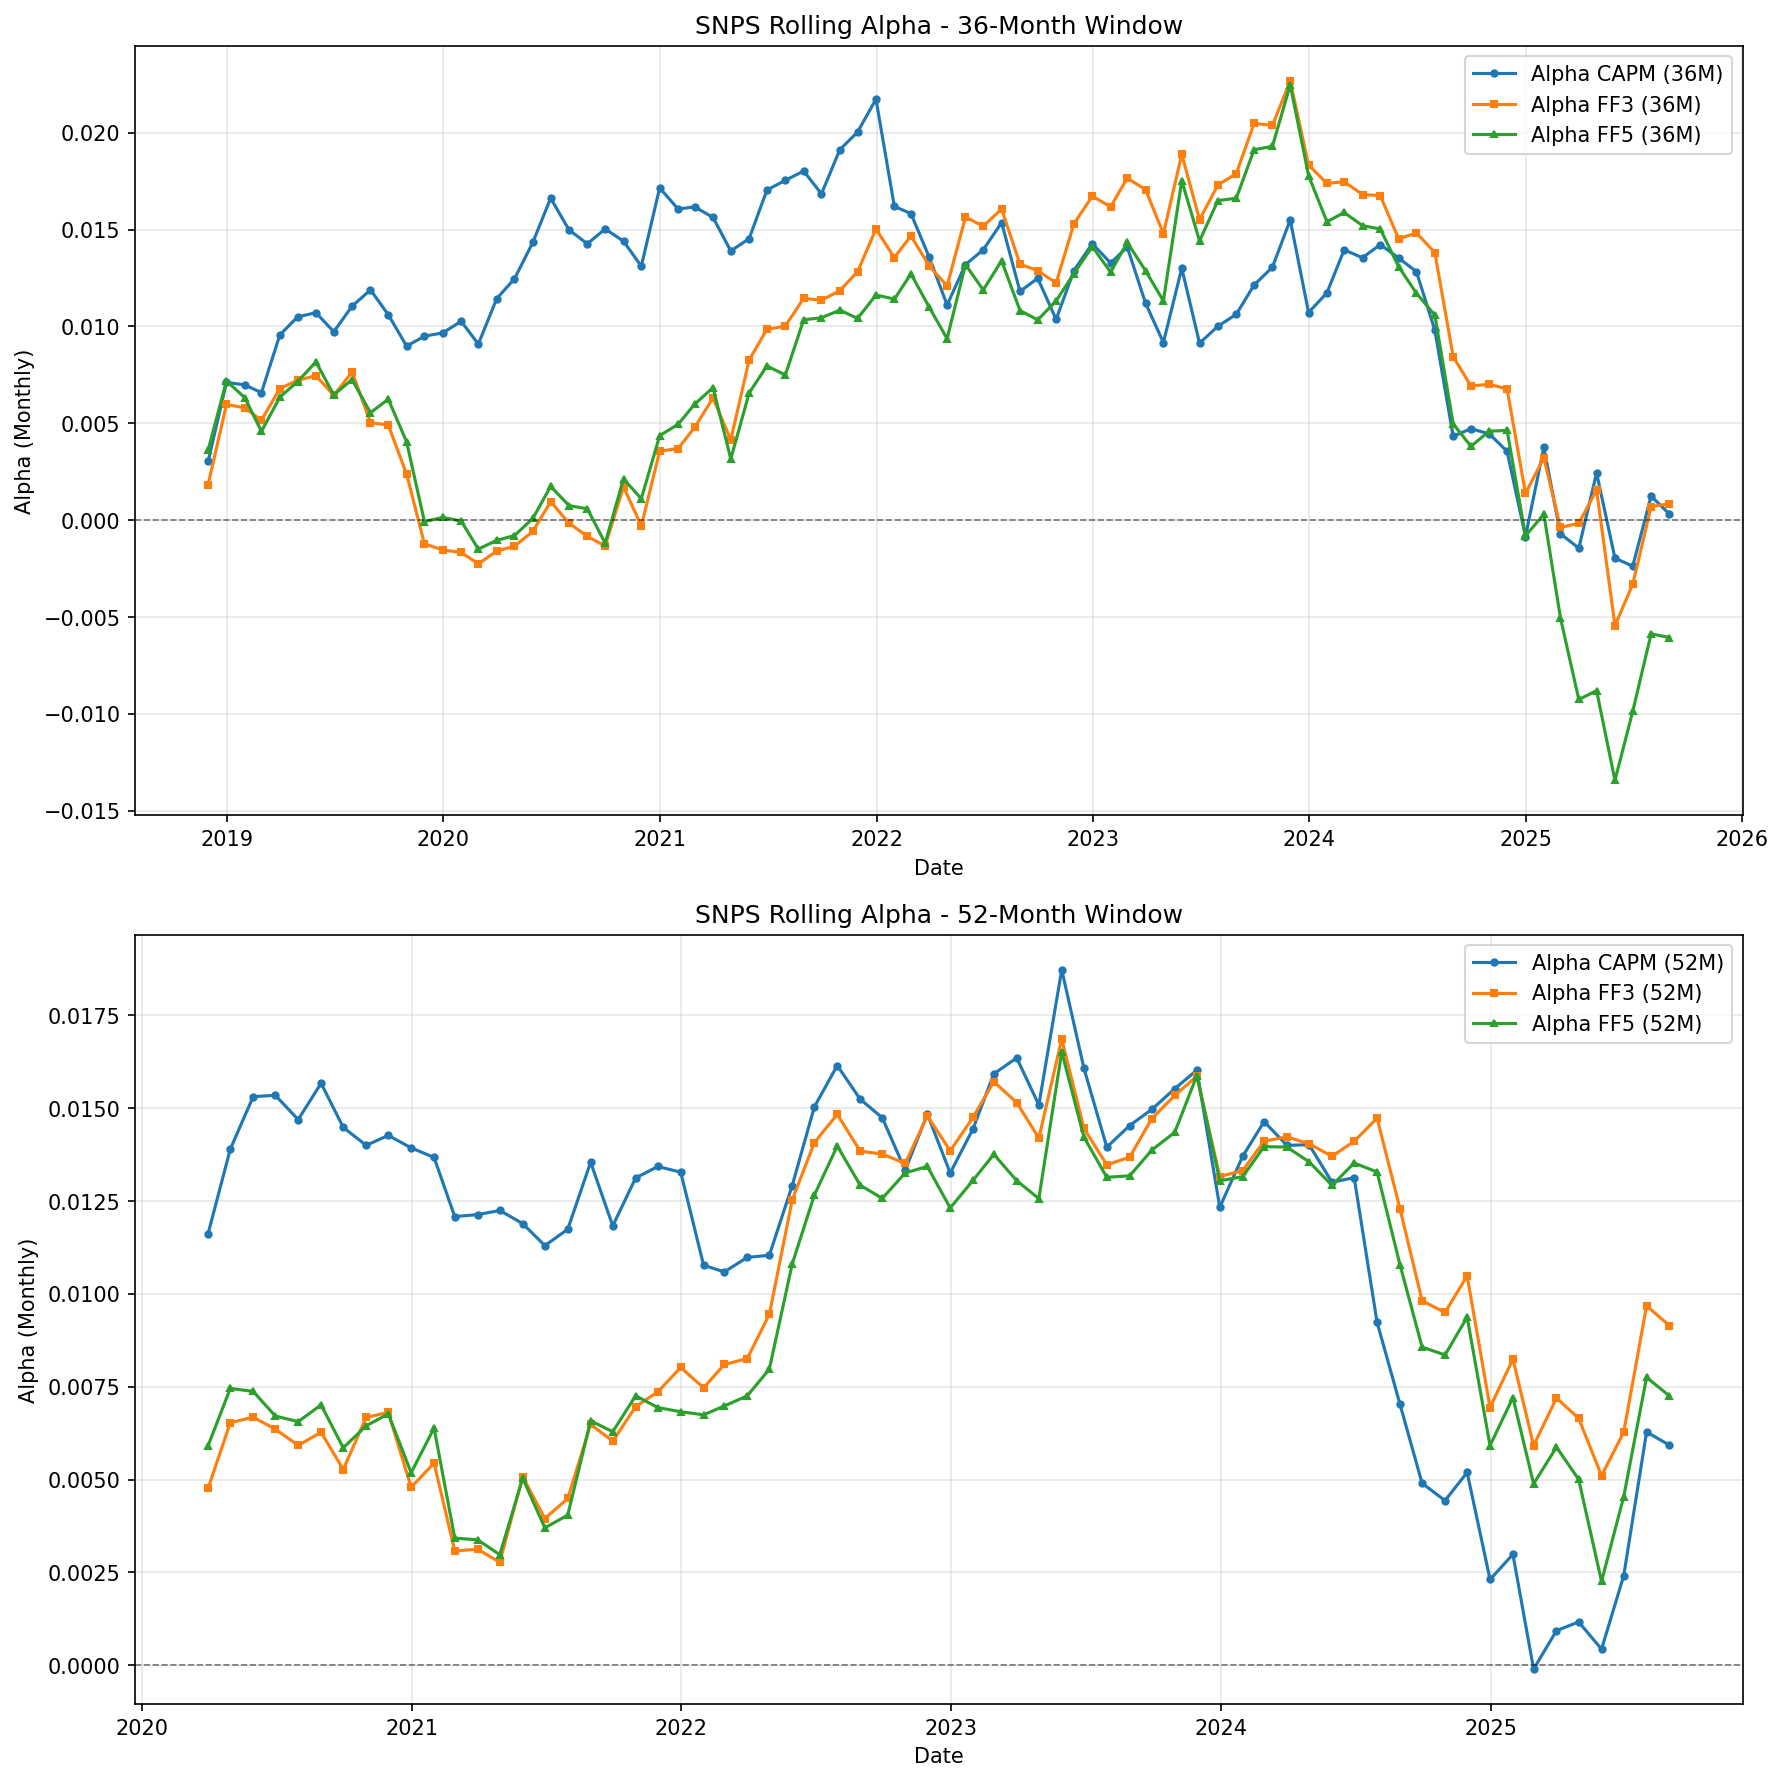 SNPS Rolling Alpha - 36-Month Window
Alpha CAPM (36M)
Alpha FF3 (36M)
Alpha FF5 (36M)
0.020
0.015
0.010
0.005
0.000
−0.005
−0.010
−0.015
Alpha (Monthly)
2019 2020 2021 2022 2023 2024 2025 2026
Date
SNPS Rolling Alpha - 52-Month Window
Alpha CAPM (52M)
Alpha FF3 (52M)
Alpha FF5 (52M)
0.0175
0.0150
0.0125
0.0100
0.0075
0.0050
0.0025
0.0000
Alpha (Monthly)
2020 2021 2022 2023 2024 2025
Date